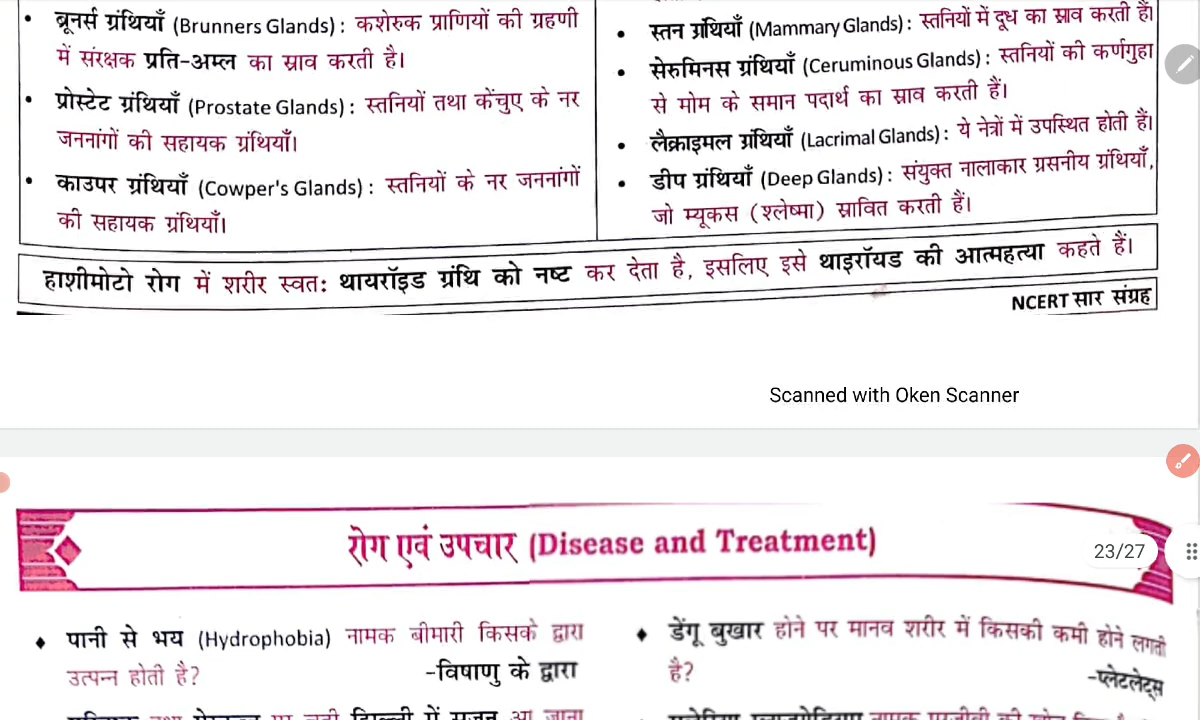 • ब्रूनर्स ग्रंथियाँ (Brunners Glands) : कशेरुक प्राणियों की ग्रहणी
में संरक्षक प्रति-अम्ल का स्राव करती है।
• प्रोस्टेट ग्रंथियाँ (Prostate Glands) : स्तनियों तथा केंचुए के नर
जननांगों की सहायक ग्रंथियाँ।
• काउपर ग्रंथियाँ (Cowper's Glands) : स्तनियों के नर जननांगों
की सहायक ग्रंथियाँ।
• स्तन ग्रंथियाँ (Mammary Glands) : स्तनियों में दूध का स्राव करती हैं।
• सेरुमिनस ग्रंथियाँ (Ceruminous Glands) : स्तनियों की कर्णगुहा
से मोम के समान पदार्थ का स्राव करती हैं।
• लैक्राइमल ग्रंथियाँ (Lacrimal Glands) : ये नेत्रों में उपस्थित होती हैं।
• डीप ग्रंथियाँ (Deep Glands) : संयुक्त नालाकार ग्रसनीय ग्रंथियाँ,
जो म्यूकस (श्लेष्मा) स्रावित करती हैं।
हाशीमोटो रोग में शरीर स्वतः थायरॉइड ग्रंथि को नष्ट कर देता है, इसलिए इसे थाइरॉयड की आत्महत्या कहते हैं।
NCERT सार संग्रह
Scanned with Oken Scanner
रोग एवं उपचार (Disease and Treatment)
23/27
♦ पानी से भय (Hydrophobia) नामक बीमारी किसके द्वारा
उत्पन्न होती है?
-विषाणु के द्वारा
♦ डेंगू बुखार होने पर मानव शरीर में किसकी कमी होने लगती
है?
-प्लेटलेट्स